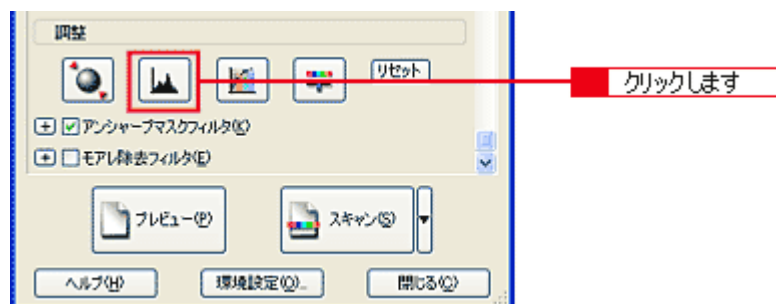 調整
リセット
クリックします
アンシャープマスクフィルタ(K)
モアレ除去フィルタ(E)
プレビュー(P)
スキャン(S)
ヘルプ(H)
環境設定(O)...
閉じる(C)